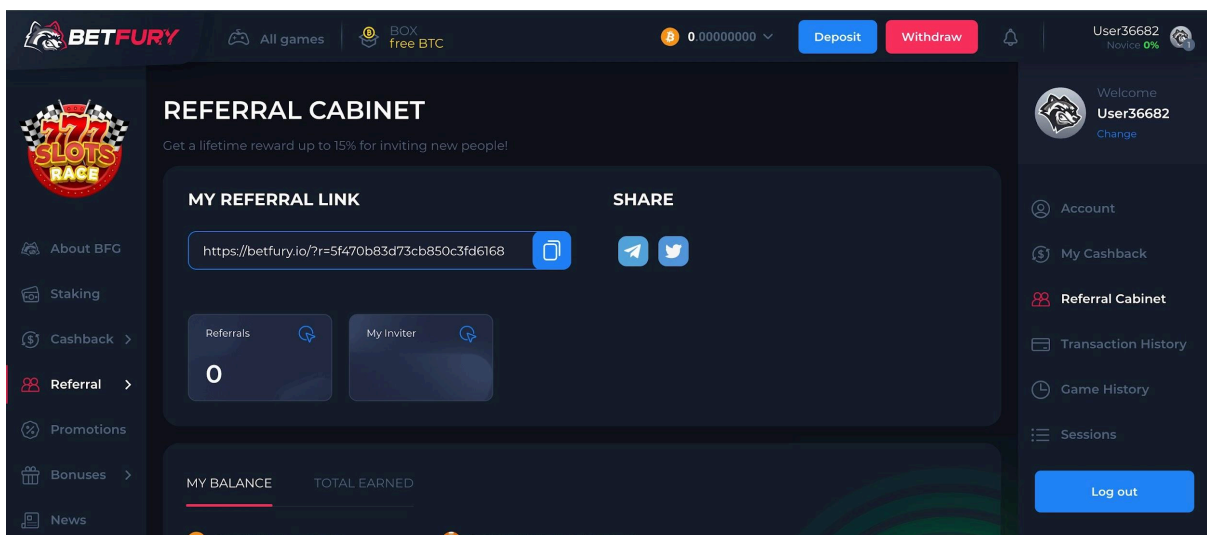 BETFURY
All games
BOX
free BTC
0.00000000
Deposit
Withdraw
User36682
Novice 0%
1
777
SLOTS
RACE
About BFG
Staking
Cashback
Referral
Promotions
Bonuses
News
REFERRAL CABINET
Get a lifetime reward up to 15% for inviting new people!
MY REFERRAL LINK
https://betfury.io/?r=5f470b83d73cb850c3fd6168
SHARE
Referrals
0
My Inviter
MY BALANCE
TOTAL EARNED
Welcome
User36682
Change
Account
My Cashback
Referral Cabinet
Transaction History
Game History
Sessions
Log out